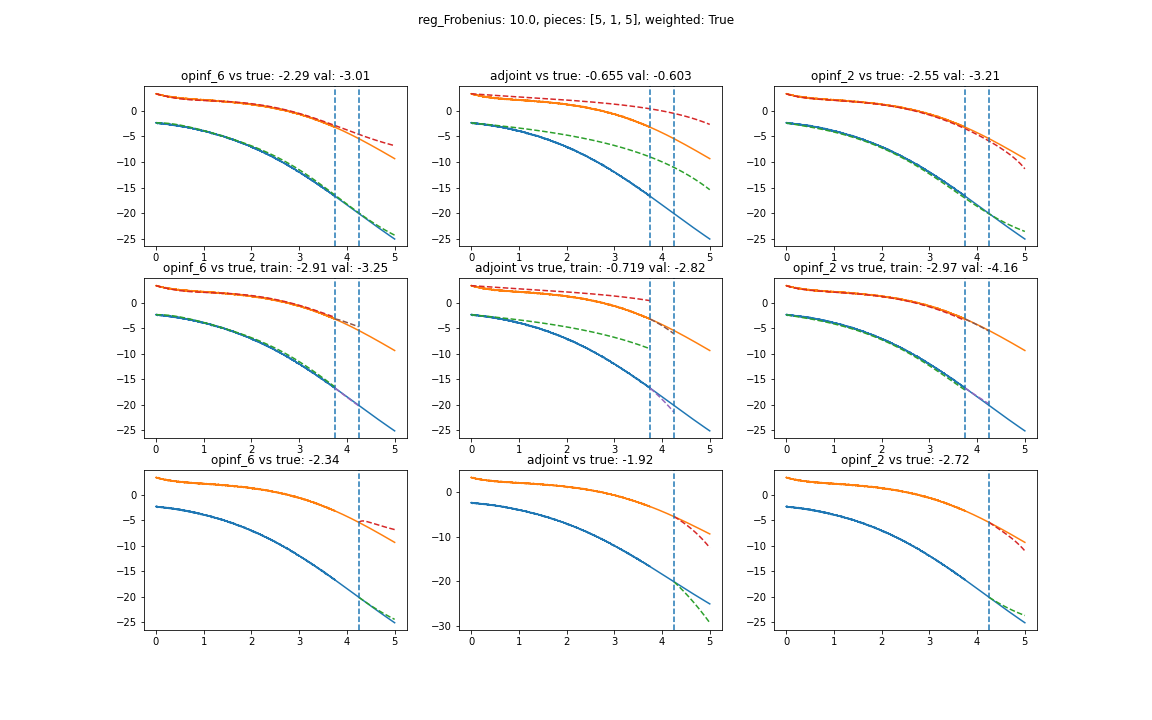 reg_Frobenius: 10.0, pieces: [5, 1, 5], weighted: True
opinf_6 vs true: -2.29 val: -3.01
0
−5
−10
−15
−20
−25
0 1 2 3 4 5
adjoint vs true: -0.655 val: -0.603
0
−5
−10
−15
−20
−25
0 1 2 3 4 5
opinf_2 vs true: -2.55 val: -3.21
0
−5
−10
−15
−20
−25
0 1 2 3 4 5
opinf_6 vs true, train: -2.91 val: -3.25
0
−5
−10
−15
−20
−25
0 1 2 3 4 5
adjoint vs true, train: -0.719 val: -2.82
0
−5
−10
−15
−20
−25
0 1 2 3 4 5
opinf_2 vs true, train: -2.97 val: -4.16
0
−5
−10
−15
−20
−25
0 1 2 3 4 5
opinf_6 vs true: -2.34
0
−5
−10
−15
−20
−25
0 1 2 3 4 5
adjoint vs true: -1.92
0
−10
−20
−30
0 1 2 3 4 5
opinf_2 vs true: -2.72
0
−5
−10
−15
−20
−25
0 1 2 3 4 5